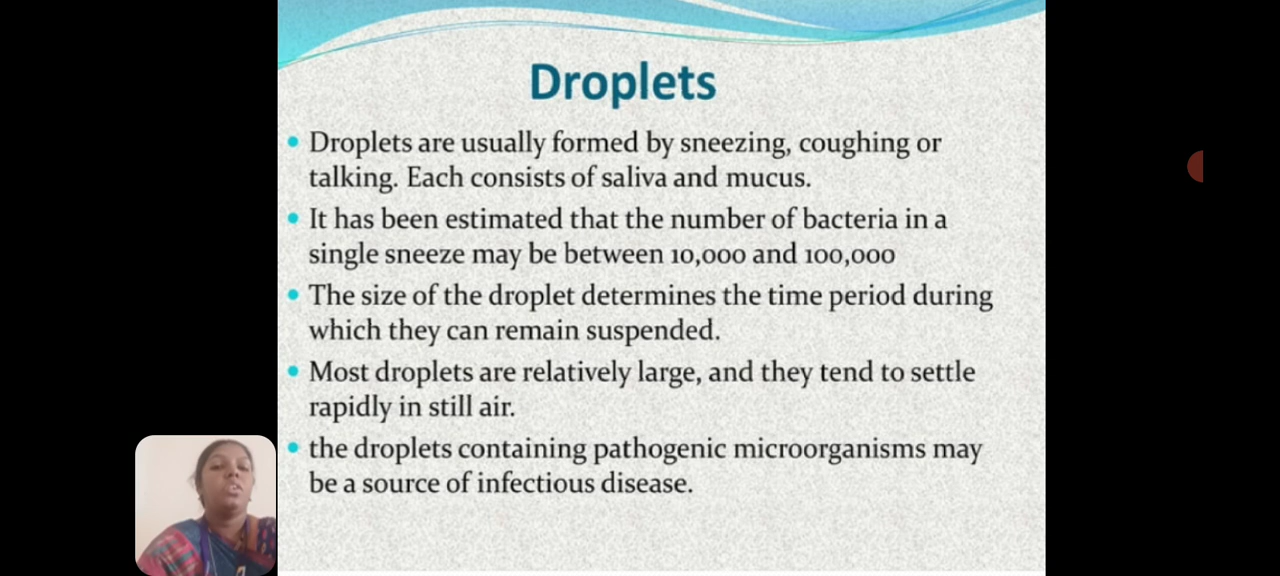 Droplets
Droplets are usually formed by sneezing, coughing or
talking. Each consists of saliva and mucus.
It has been estimated that the number of bacteria in a
single sneeze may be between 10,000 and 100,000
The size of the droplet determines the time period during
which they can remain suspended.
Most droplets are relatively large, and they tend to settle
rapidly in still air.
the droplets containing pathogenic microorganisms may
be a source of infectious disease.